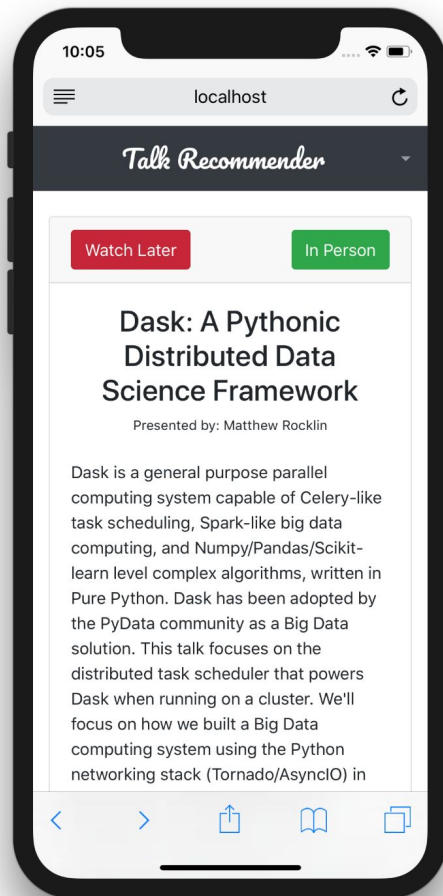 10:05
localhost
Talk Recommender
Watch Later
In Person
Dask: A Pythonic
Distributed Data
Science Framework
Presented by: Matthew Rocklin
Dask is a general purpose parallel
computing system capable of Celery-like
task scheduling, Spark-like big data
computing, and Numpy/Pandas/Scikit-
learn level complex algorithms, written in
Pure Python. Dask has been adopted by
the PyData community as a Big Data
solution. This talk focuses on the
distributed task scheduler that powers
Dask when running on a cluster. We'll
focus on how we built a Big Data
computing system using the Python
networking stack (Tornado/AsyncIO) in